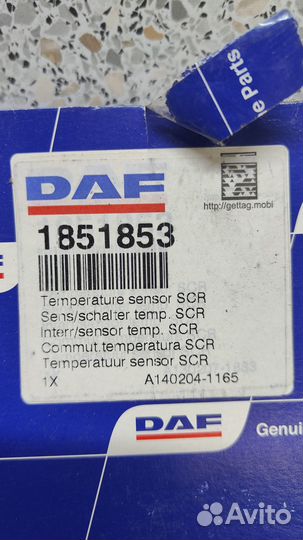 e Parts
DAF
http://gettag.mobi
1851853
Temperature sensor SCR
Sens/schalter temp. SCR
Interr/sensor temp. SCR
Commut.temperatura SCR
Temperatuur sensor SCR
1X A140204-1165
DAF
Genui
Avito